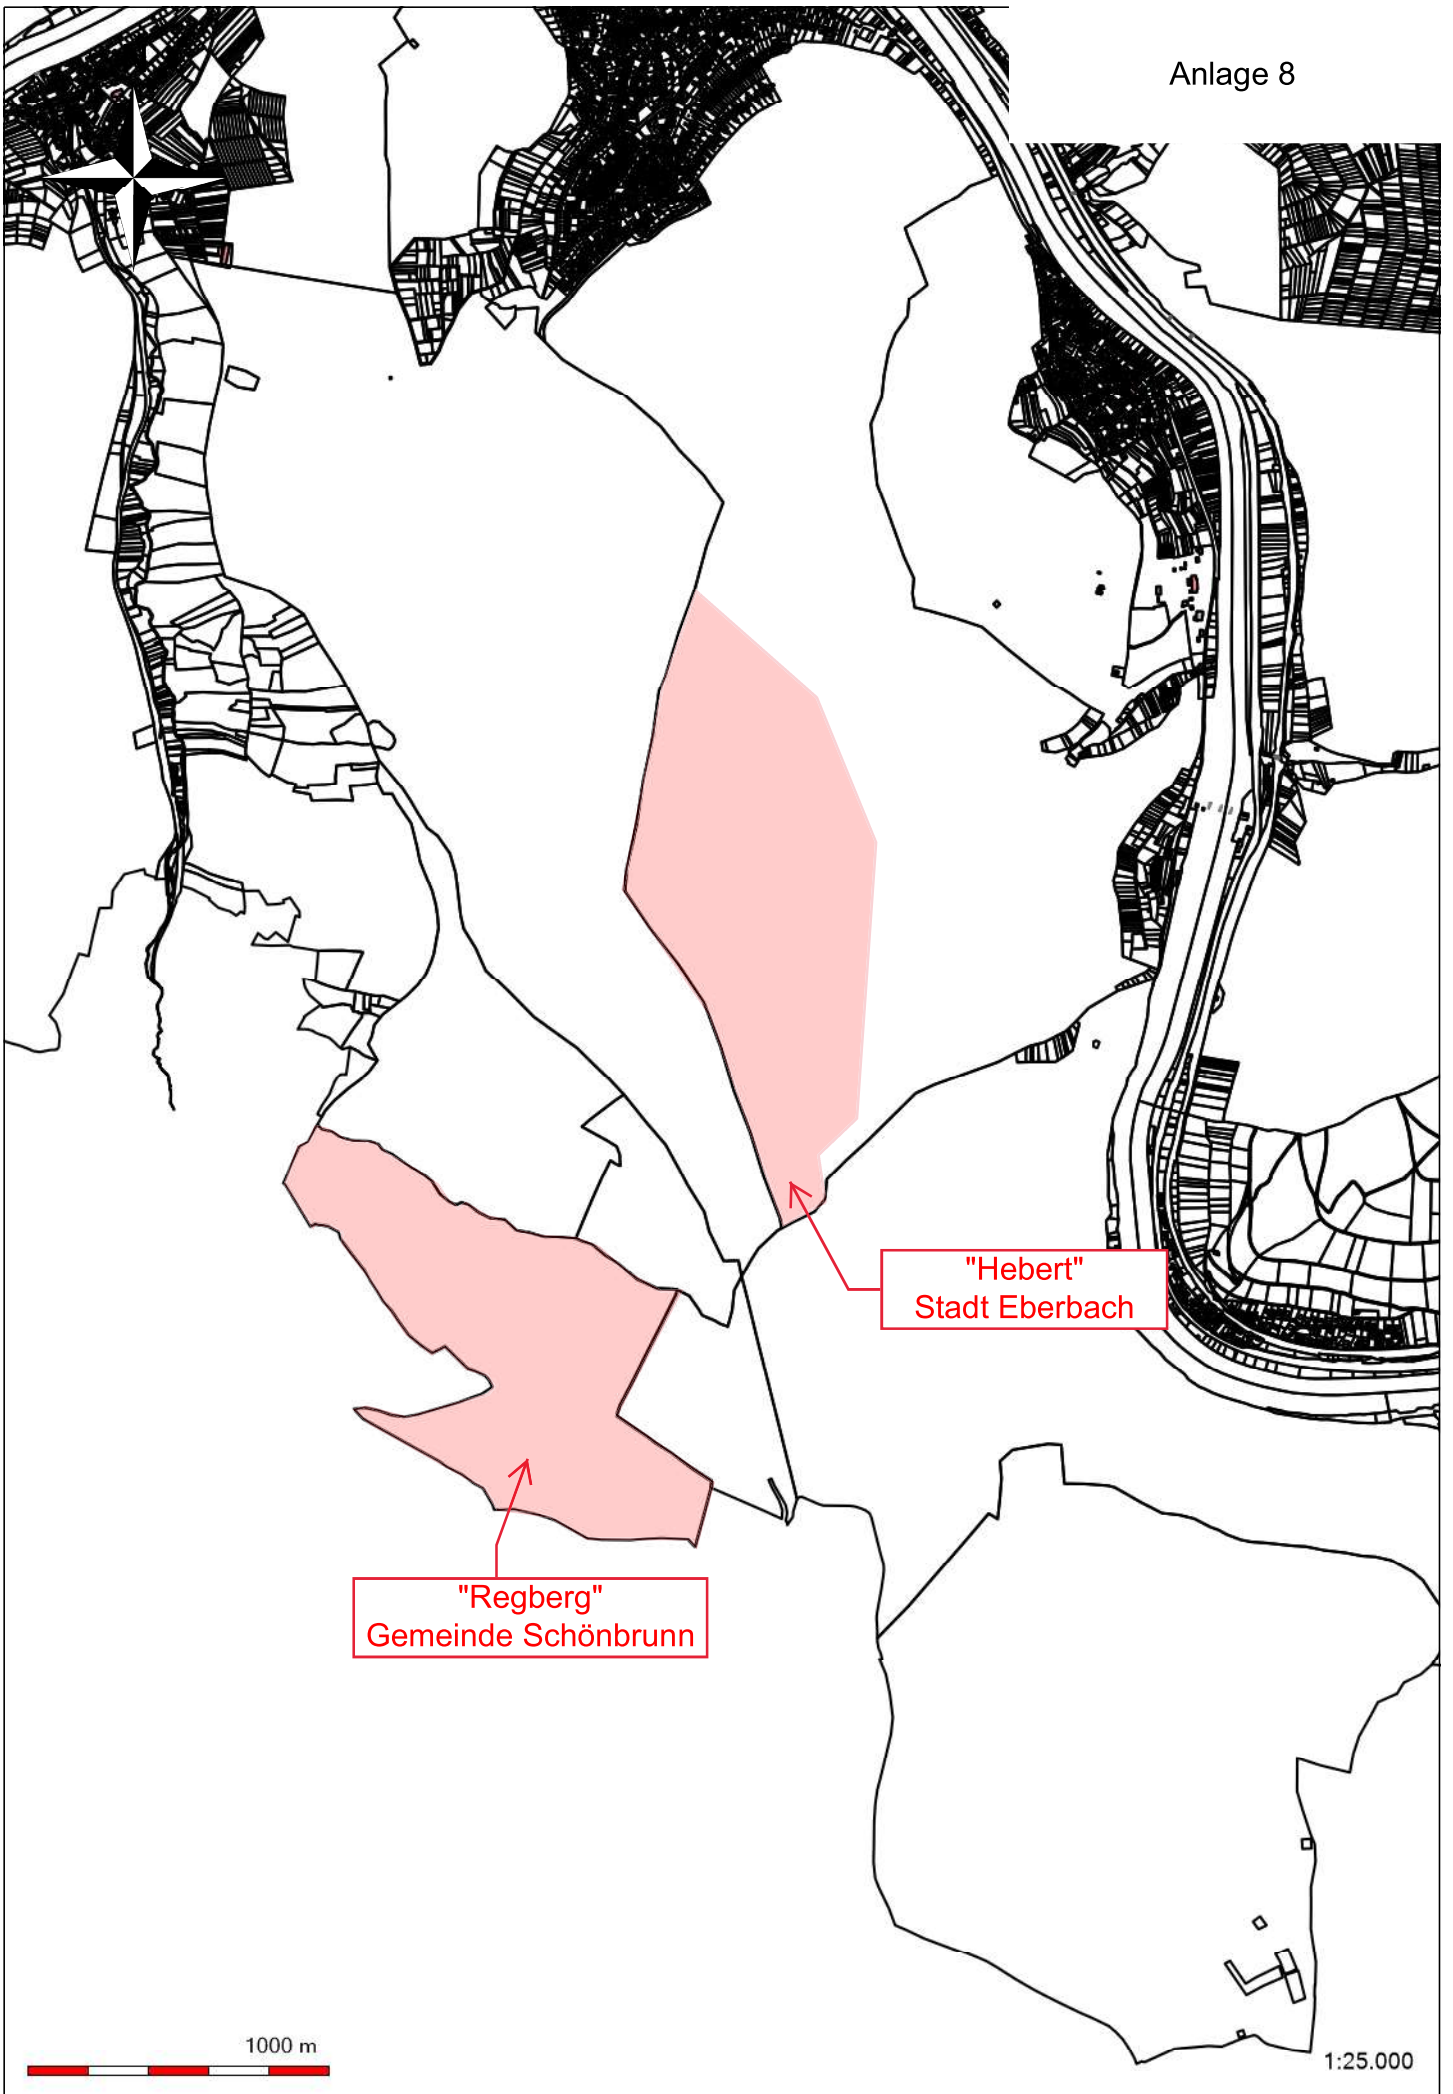 Anlage 8
"Hebert"
Stadt Eberbach
"Regberg"
Gemeinde Schönbrunn
1000 m
1:25.000